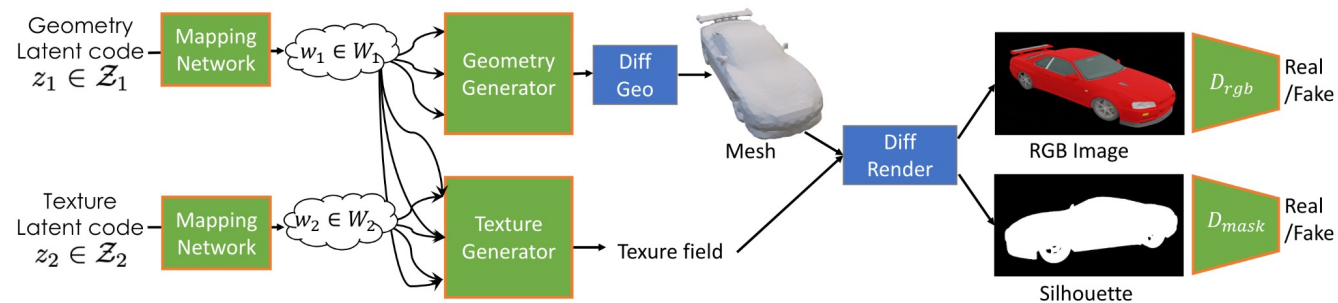 Geometry
Latent code
z₁ ∈ 𝒵₁
Mapping
Network
w₁ ∈ W₁
Geometry
Generator
Diff
Geo
Mesh
Texture
Latent code
z₂ ∈ 𝒵₂
Mapping
Network
w₂ ∈ W₂
Texture
Generator
Texure field
Diff
Render
RGB Image
D_rgb
Real
/Fake
Silhouette
D_mask
Real
/Fake